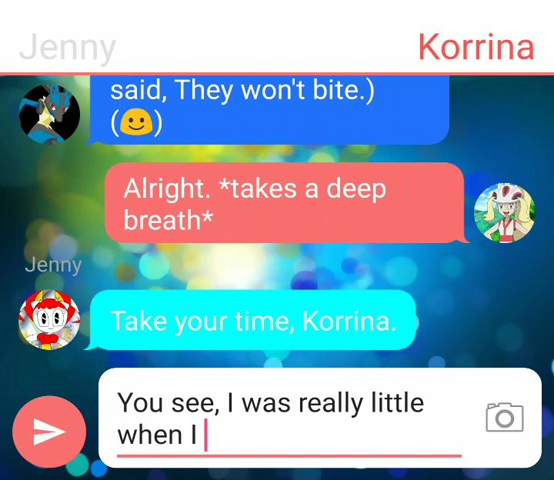 Jenny
Korrina
said, They won't bite.)
(🙂)
Alright. *takes a deep
breath*
Jenny
Take your time, Korrina.
You see, I was really little
when I